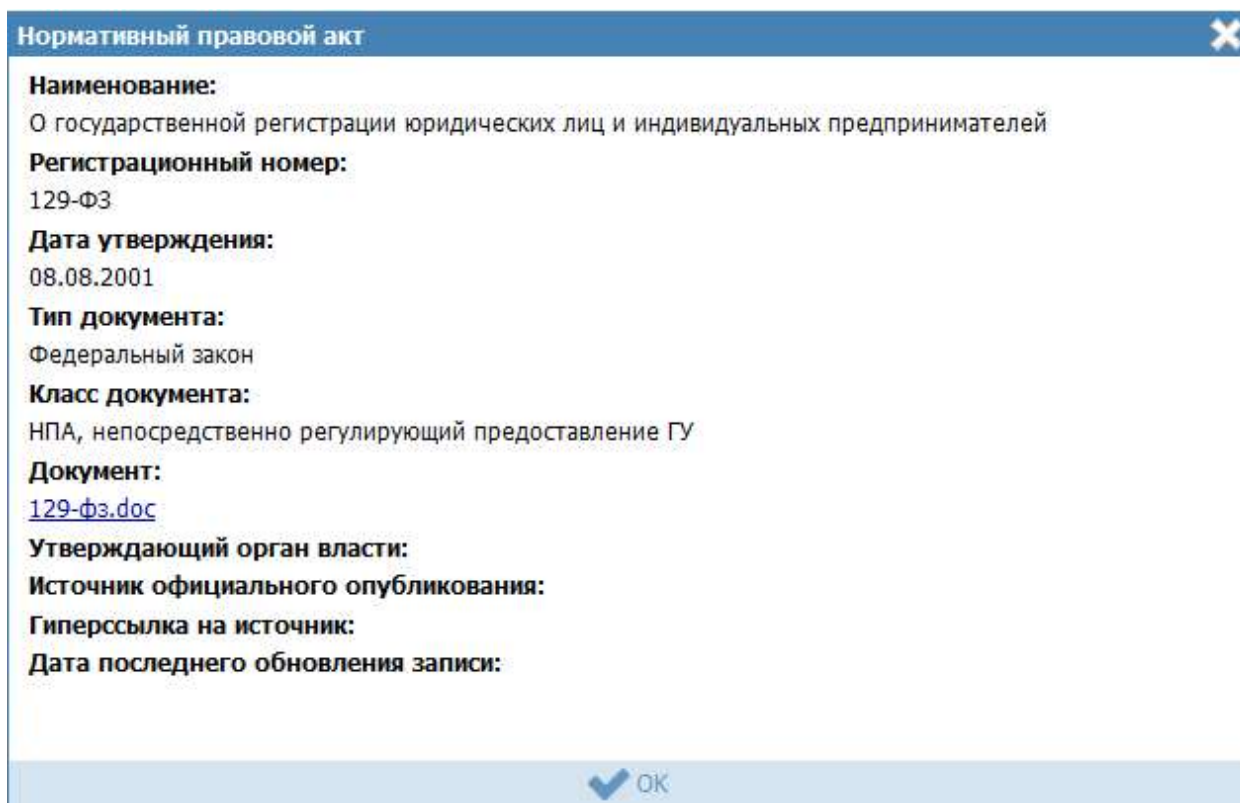 Нормативный правовой акт
Наименование:
О государственной регистрации юридических лиц и индивидуальных предпринимателей
Регистрационный номер:
129-ФЗ
Дата утверждения:
08.08.2001
Тип документа:
Федеральный закон
Класс документа:
НПА, непосредственно регулирующий предоставление ГУ
Документ:
129-фз.doc
Утверждающий орган власти:
Источник официального опубликования:
Гиперссылка на источник:
Дата последнего обновления записи:
ОК